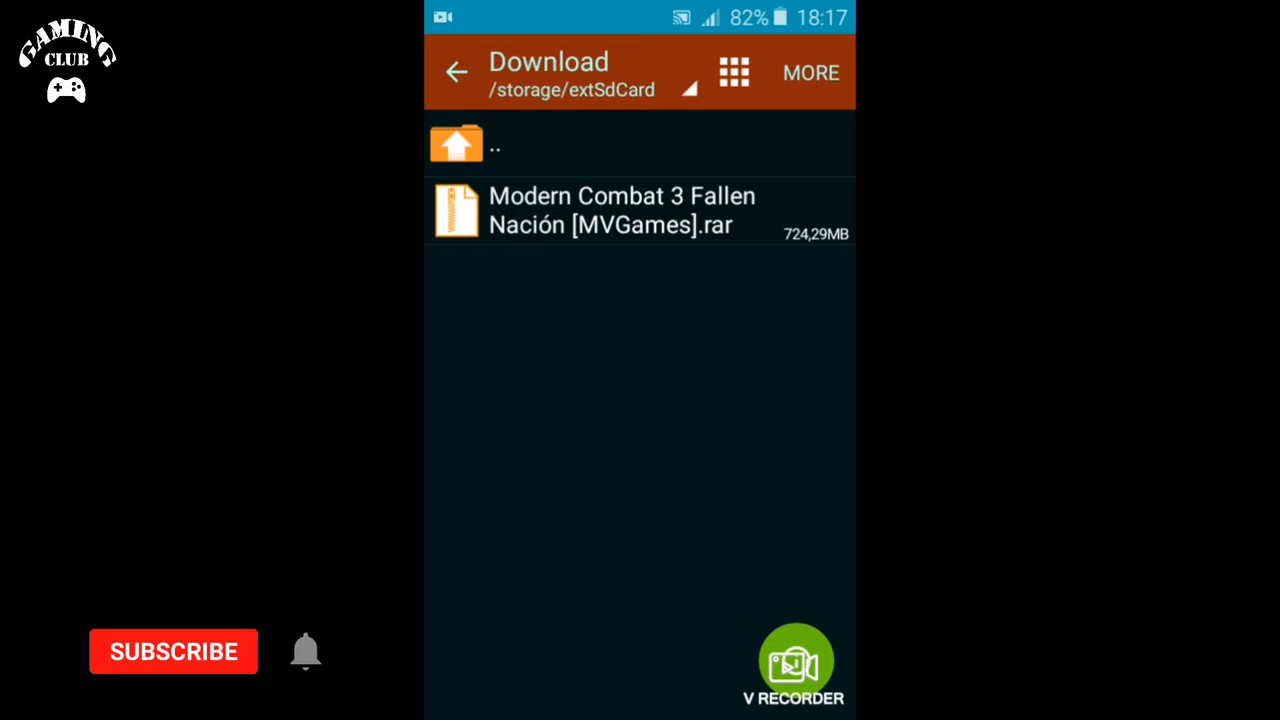 GAMING
CLUB
82% 18:17
Download
/storage/extSdCard
MORE
..
Modern Combat 3 Fallen
Nación [MVGames].rar
724,29MB
SUBSCRIBE
V RECORDER